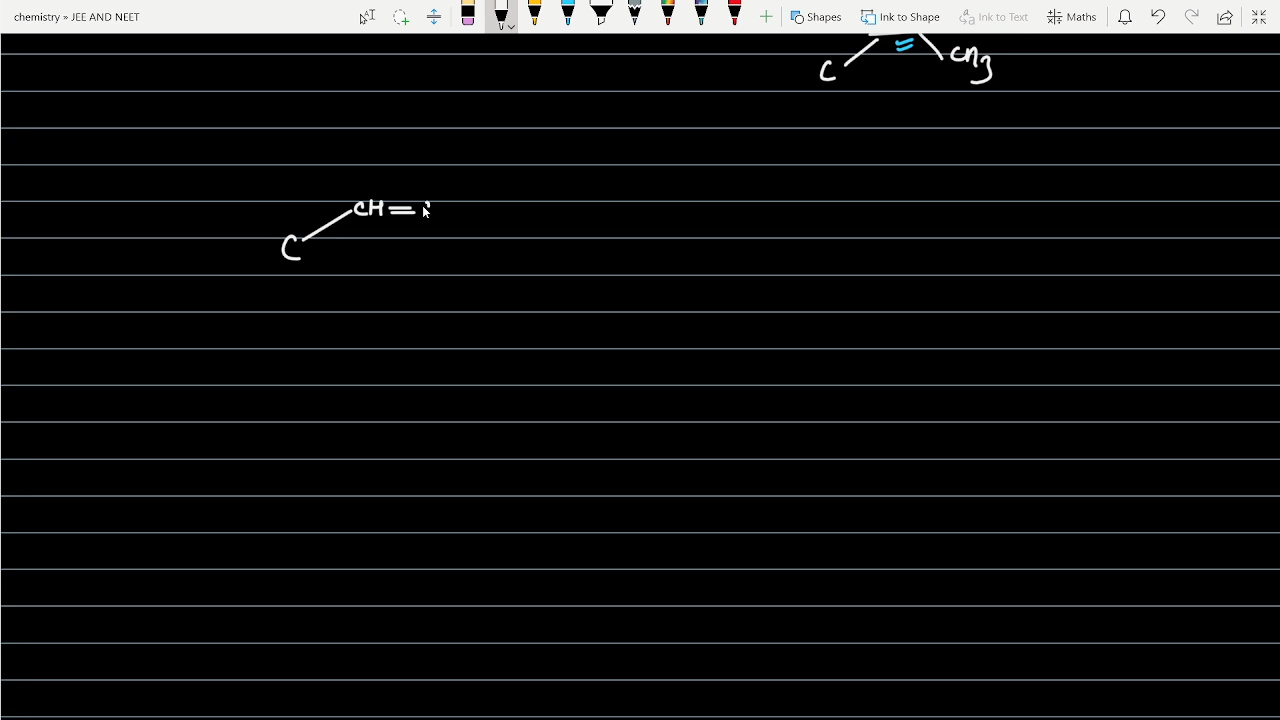 chemistry » JEE AND NEET
Shapes
Ink to Shape
Ink to Text
Maths
C
CH3
CH=
C